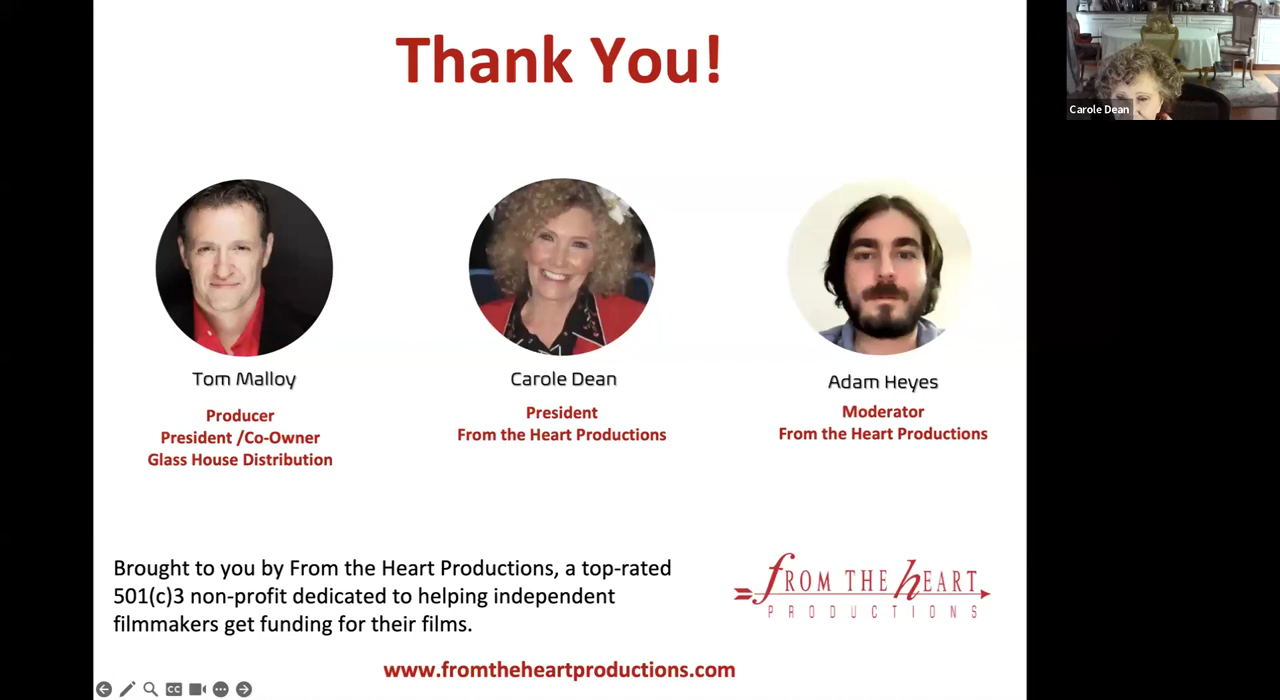 Thank You!
Carole Dean
Tom Malloy
Producer
President /Co-Owner
Glass House Distribution
Carole Dean
President
From the Heart Productions
Adam Heyes
Moderator
From the Heart Productions
Brought to you by From the Heart Productions, a top-rated
501(c)3 non-profit dedicated to helping independent
filmmakers get funding for their films.
FROM THE hEART
PRODUCTIONS
www.fromtheheartproductions.com
CC